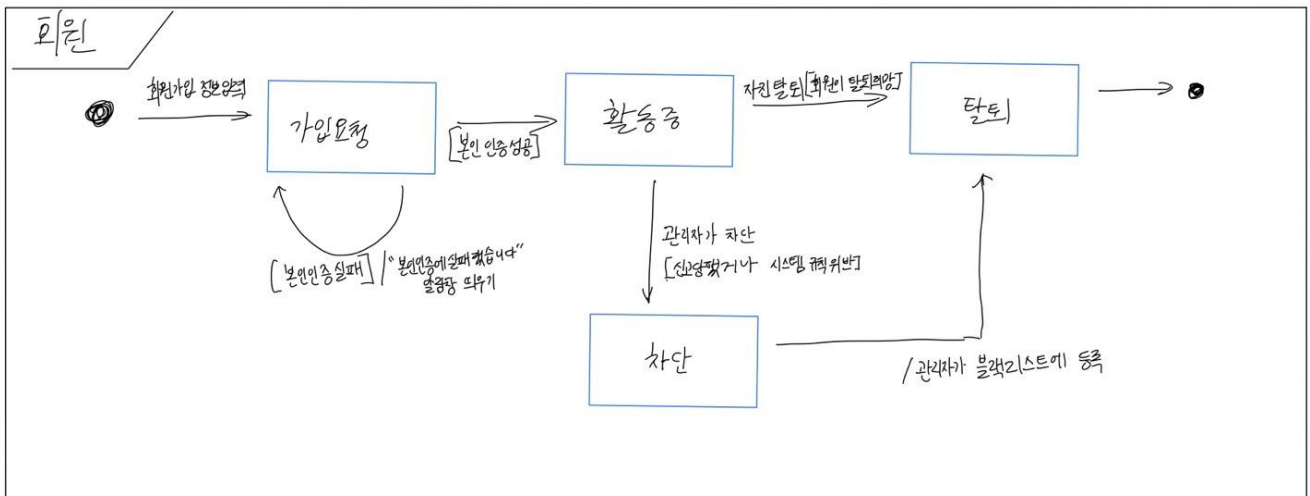 회원
회원가입 정보입력
가입요청
[본인 인증성공]
[본인인증실패] / "본인인증에 실패했습니다"
알림창 띄우기
활동중
자진 탈퇴[회원이 탈퇴희망]
탈퇴
관리자가 차단
[신고당했거나 시스템 규칙위반]
차단
/ 관리자가 블랙리스트에 등록